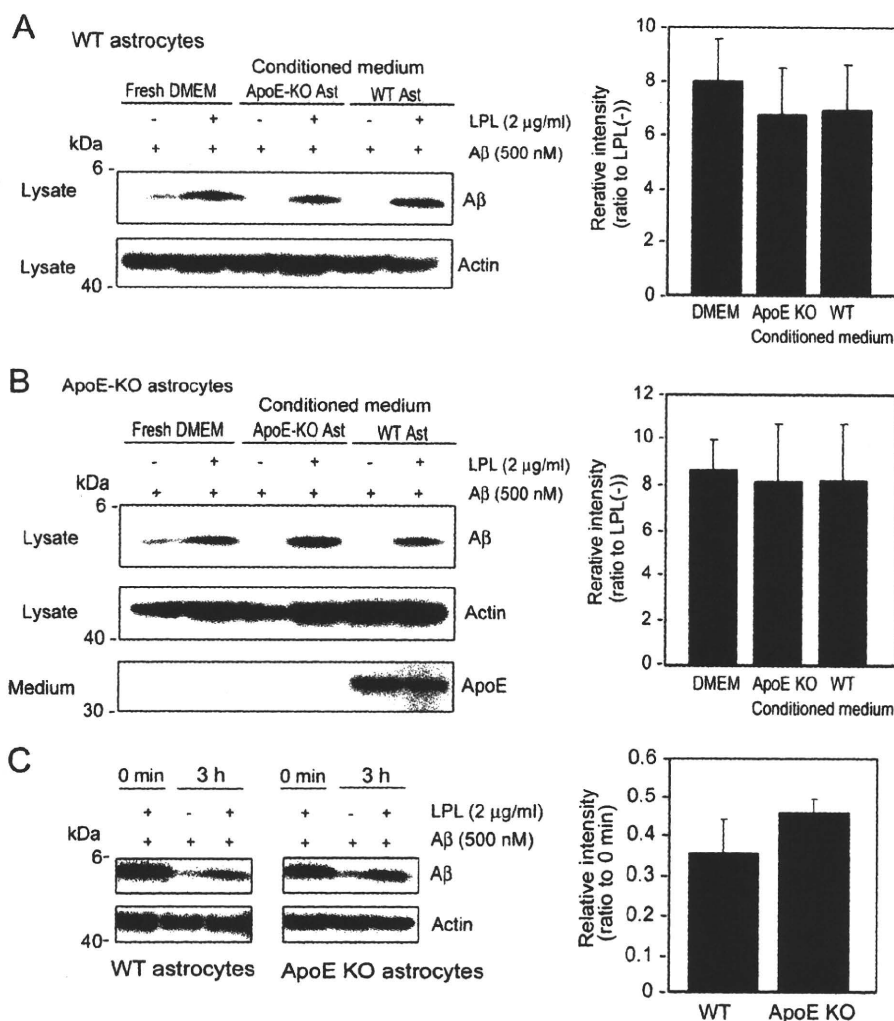 A WT astrocytes
Conditioned medium
Fresh DMEM ApoE-KO Ast WT Ast
- + - + - + LPL (2 µg/ml)
kDa + + + + + + Aβ (500 nM)
6 -
Lysate Aβ
Lysate Actin
40 -
Rerative intensity
(ratio to LPL(-))
10
8
6
4
2
0
DMEM ApoE KO WT
Conditioned medium
B ApoE-KO astrocytes
Conditioned medium
Fresh DMEM ApoE-KO Ast WT Ast
- + - + - + LPL (2 µg/ml)
kDa + + + + + + Aβ (500 nM)
6 -
Lysate Aβ
Lysate Actin
40 -
Medium ApoE
30 -
Rerative intensity
(ratio to LPL(-))
12
10
8
6
4
2
0
DMEM ApoE KO WT
Conditioned medium
C
0 min 3 h 0 min 3 h
+ - + + - + LPL (2 µg/ml)
kDa + + + + + + Aβ (500 nM)
6 -
Aβ
Actin
40 -
WT astrocytes ApoE KO astrocytes
Relative intensity
(ratio to 0 min)
0.6
0.5
0.4
0.3
0.2
0.1
0
WT ApoE KO